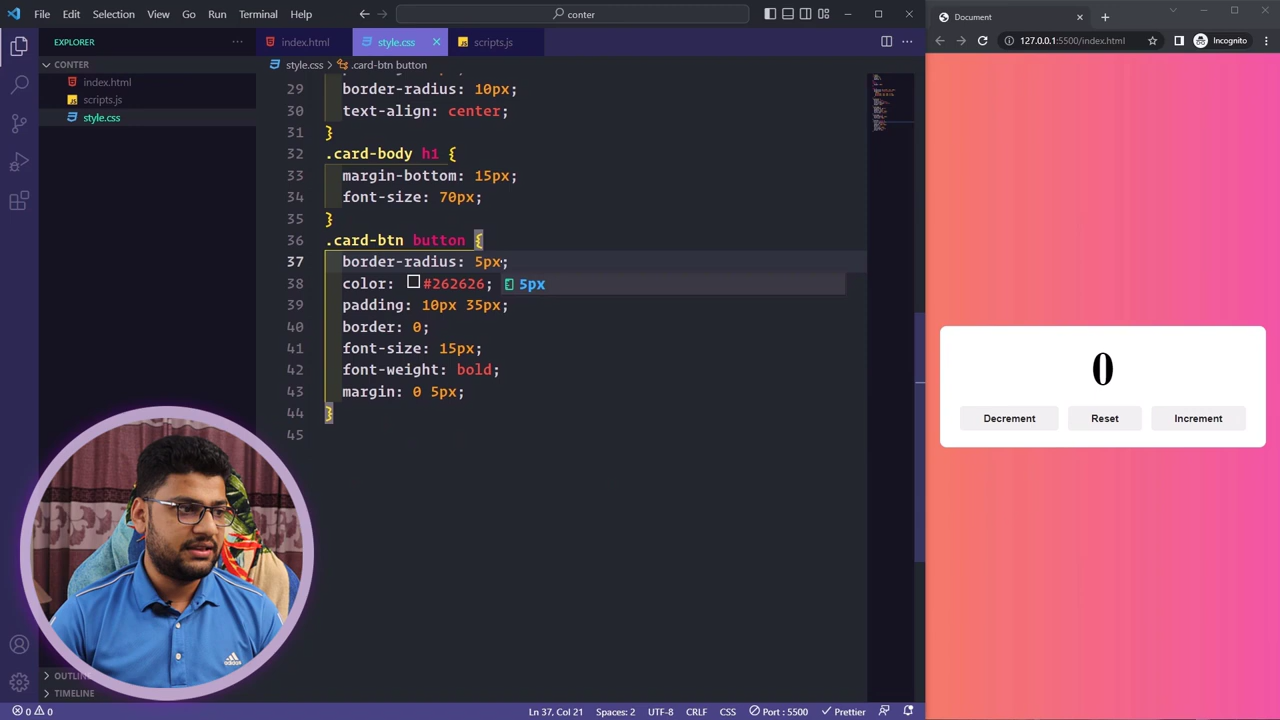 File Edit Selection View Go Run Terminal Help
conter
Document
EXPLORER
index.html
style.css
scripts.js
127.0.0.1:5500/index.html
Incognito
CONTER
index.html
scripts.js
style.css
style.css > .card-btn button
29 border-radius: 10px;
30 text-align: center;
31 }
32 .card-body h1 {
33 margin-bottom: 15px;
34 font-size: 70px;
35 }
36 .card-btn button {
37 border-radius: 5px;
38 color: #262626;
5px
39 padding: 10px 35px;
40 border: 0;
41 font-size: 15px;
42 font-weight: bold;
43 margin: 0 5px;
44 }
45
0
Decrement Reset Increment
adidas
TIMELINE
0 0
Ln 37, Col 21 Spaces: 2 UTF-8 CRLF CSS Port : 5500 Prettier